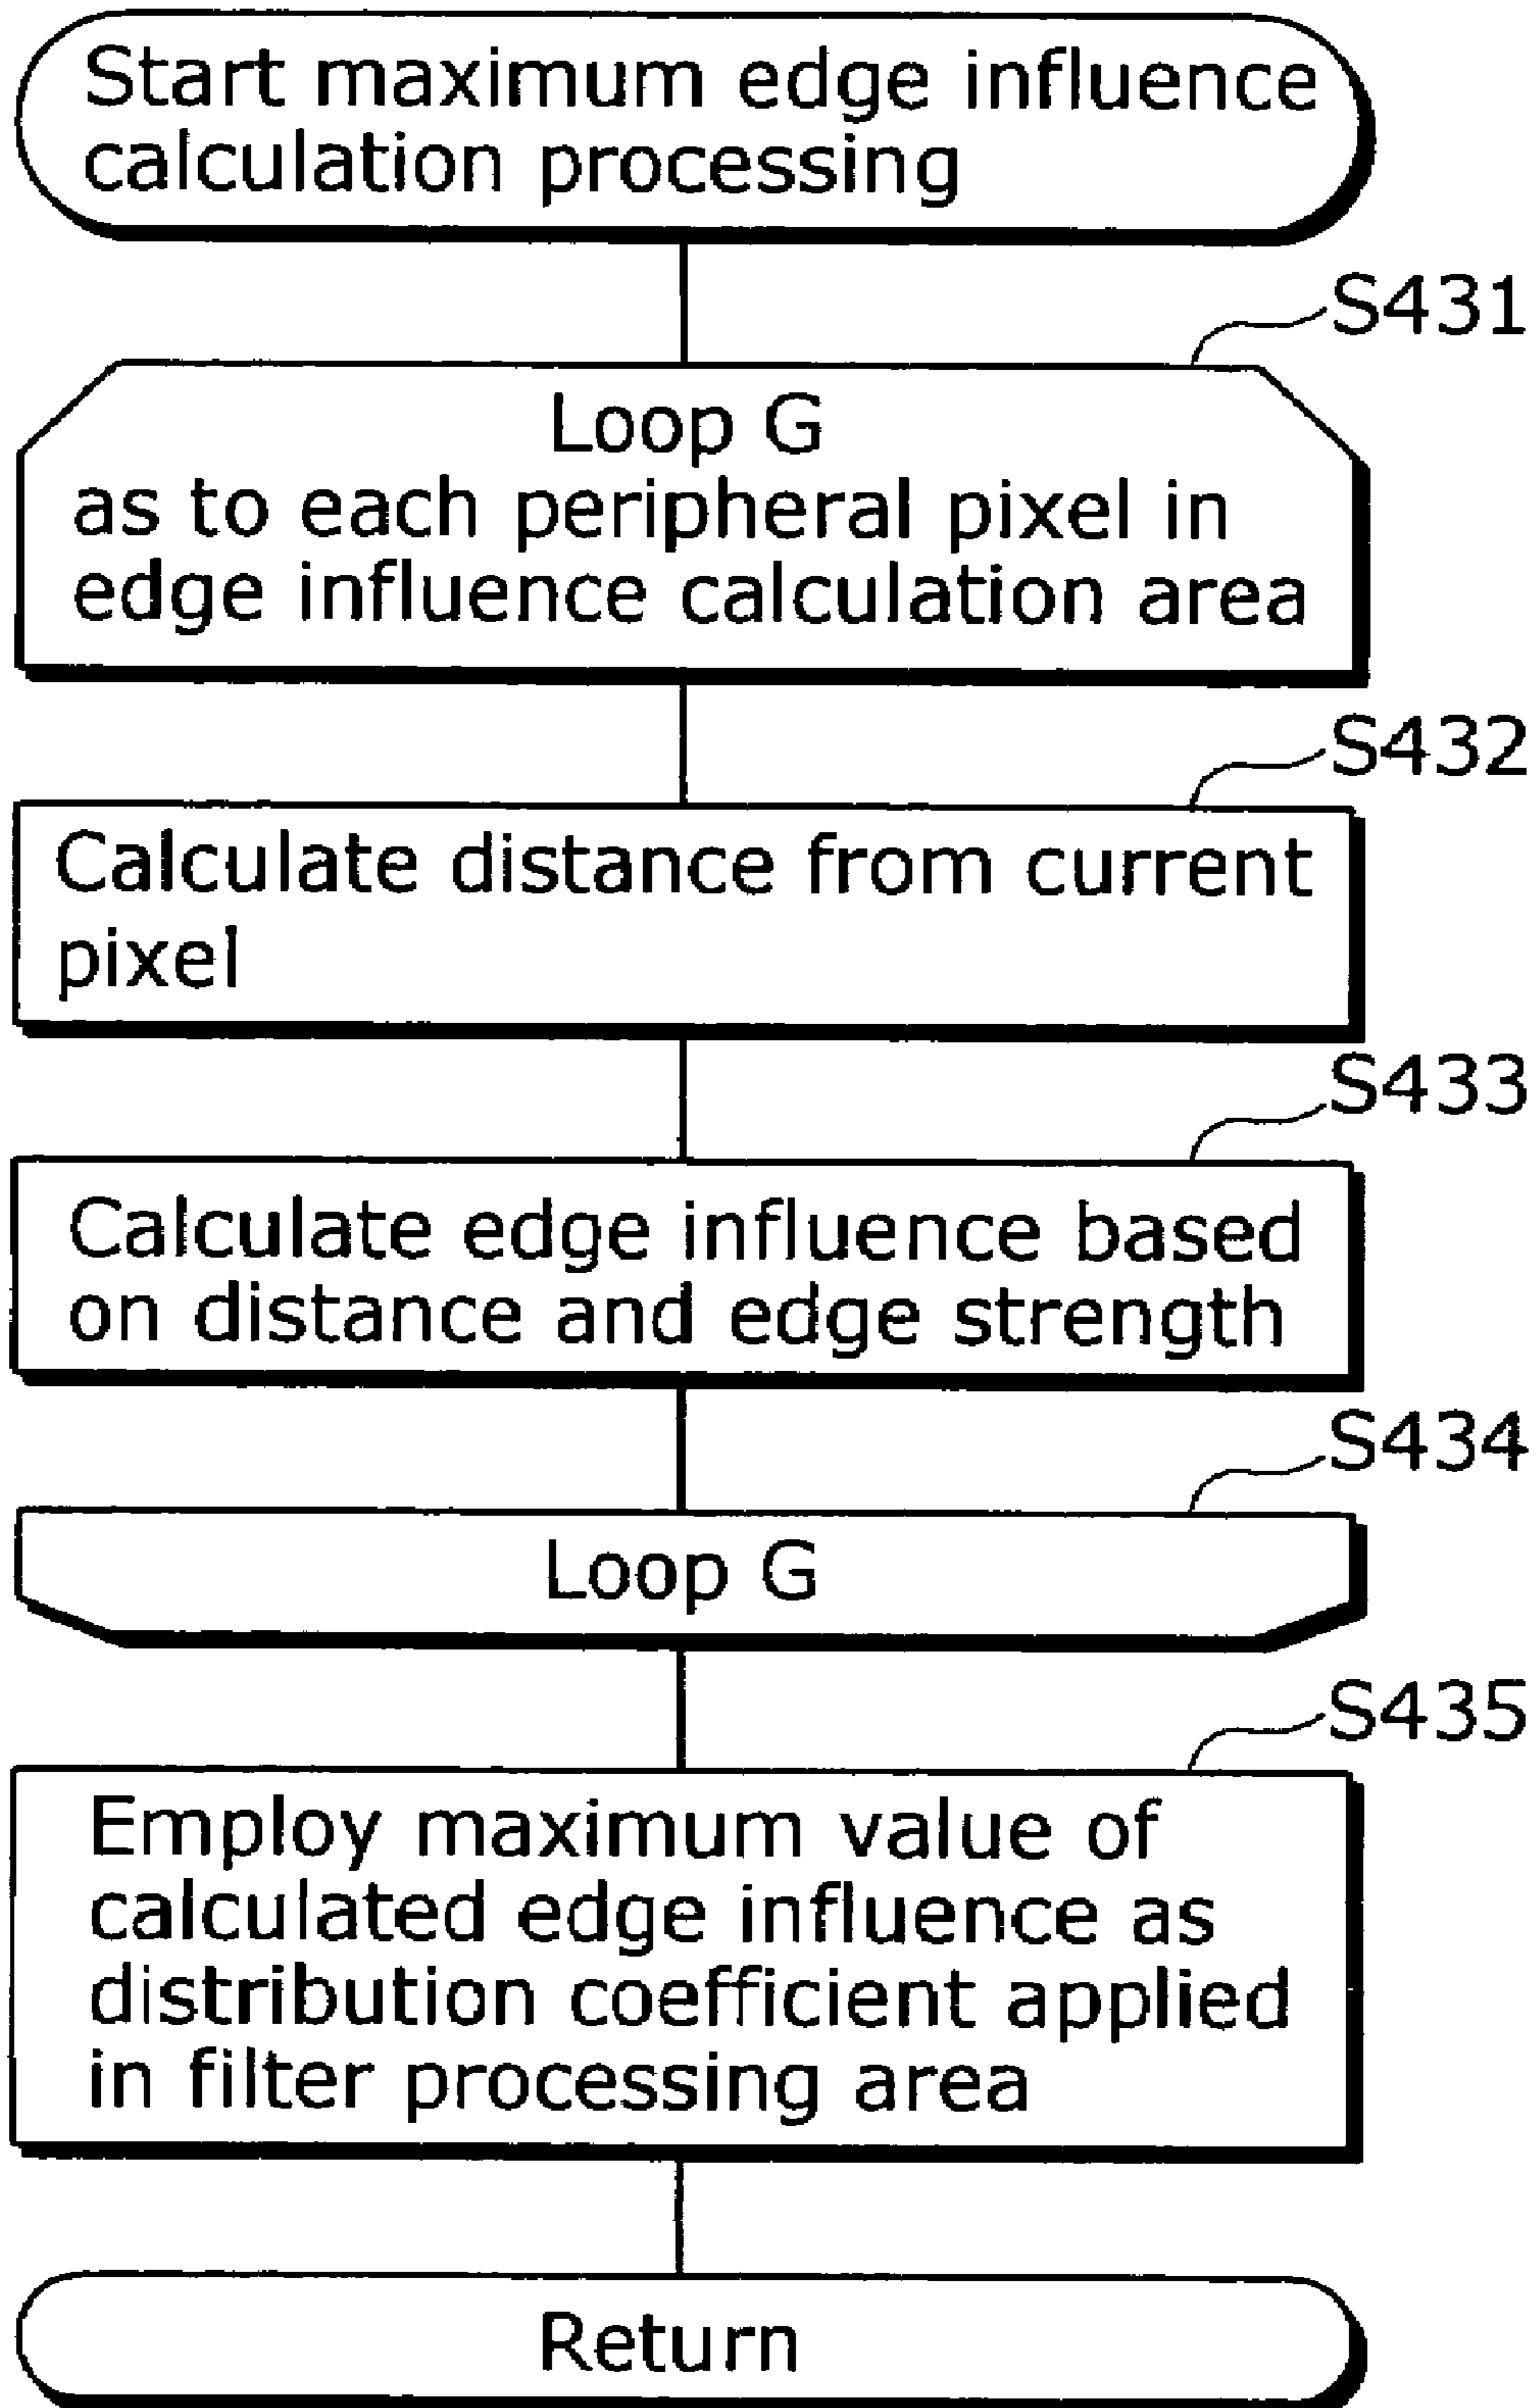 Start maximum edge influence
calculation processing
S431
Loop G
as to each peripheral pixel in
edge influence calculation area
S432
Calculate distance from current
pixel
S433
Calculate edge influence based
on distance and edge strength
S434
Loop G
S435
Employ maximum value of
calculated edge influence as
distribution coefficient applied
in filter processing area
Return